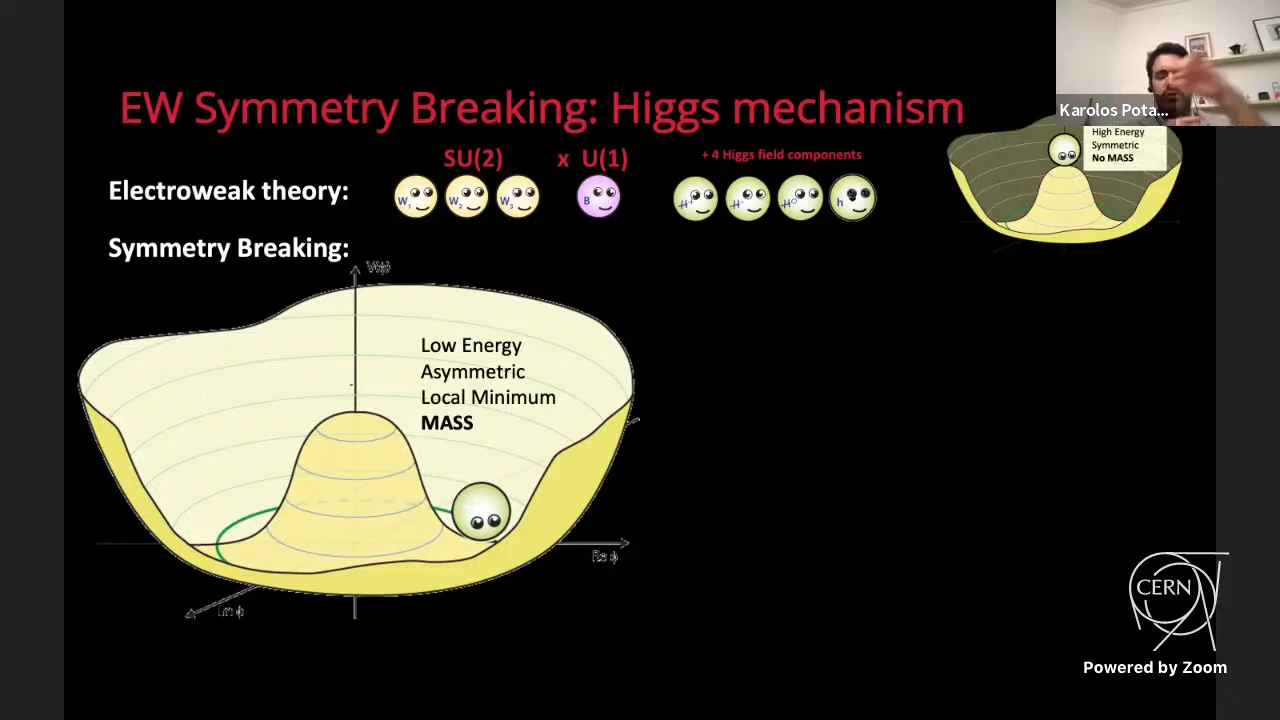 EW Symmetry Breaking: Higgs mechanism
Karolos Pota...
High Energy
Symmetric
No MASS
SU(2) x U(1)
+ 4 Higgs field components
Electroweak theory:
W1 W2 W3 B H+ H- H0 h
Symmetry Breaking:
V(ϕ)
Low Energy
Asymmetric
Local Minimum
MASS
Re ϕ
Im ϕ
CERN
Powered by Zoom